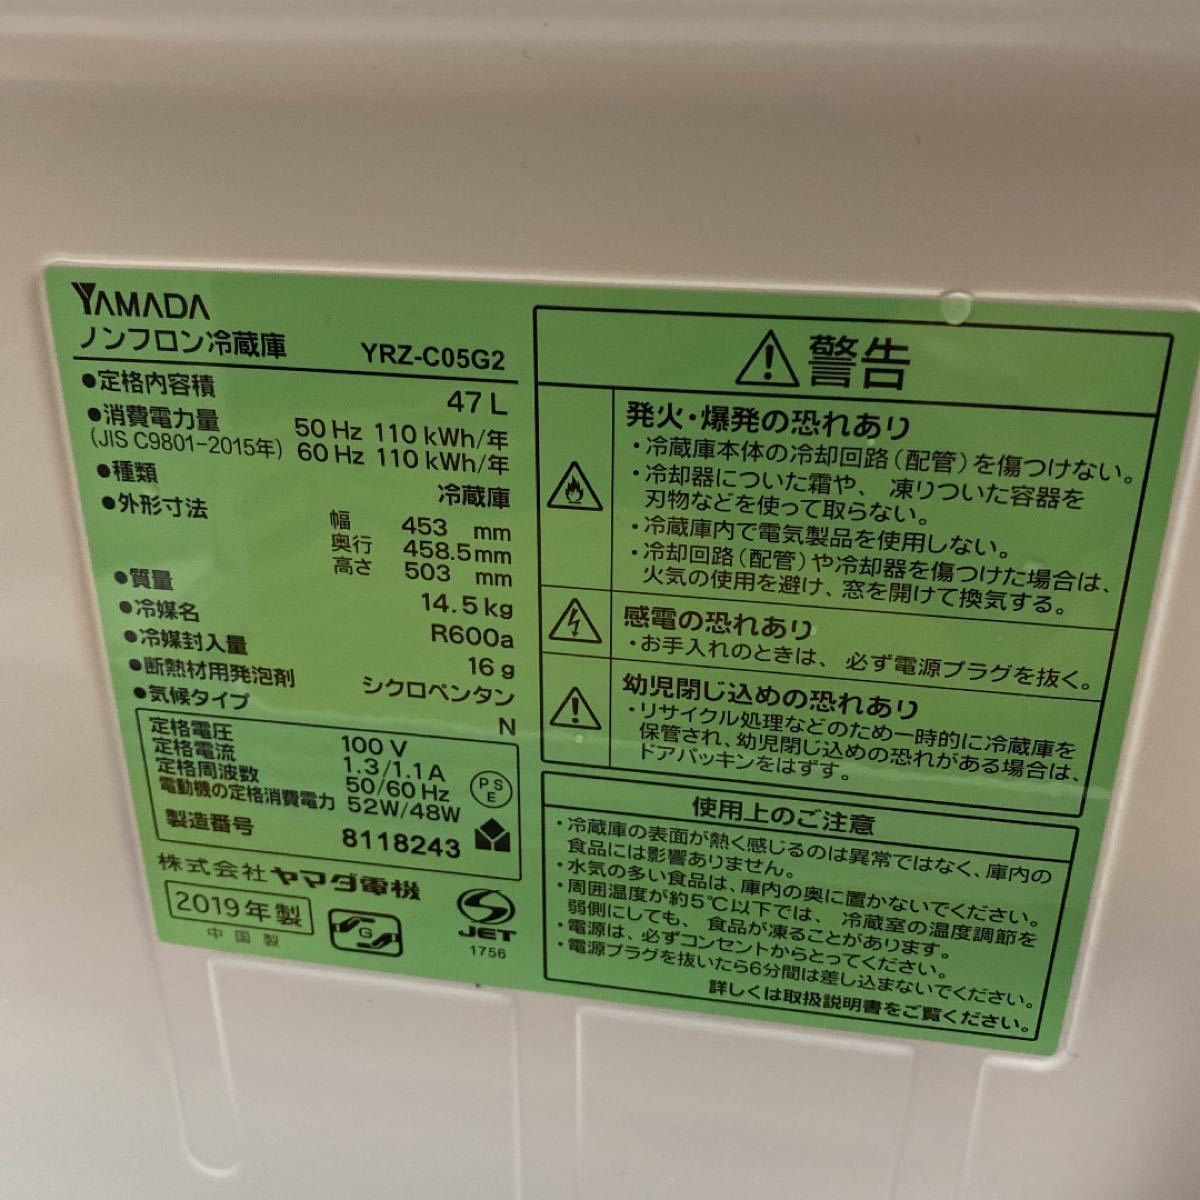 YAMADA
ノンフロン冷蔵庫 YRZ-C05G2
●定格内容積 47 L
●消費電力量 50 Hz 110 kWh/年
(JIS C9801-2015年) 60 Hz 110 kWh/年
●種類 冷蔵庫
●外形寸法 幅 453 mm
奥行 458.5mm
高さ 503 mm
●質量 14.5kg
●冷媒名 R600a
●冷媒封入量 16 g
●断熱材用発泡剤 シクロペンタン
●気候タイプ N
定格電圧 100 V
定格電流 1.3/1.1A
定格周波数 50/60 Hz
電動機の定格消費電力 52W/48W
PS
E
製造番号 8118243
株式会社ヤマダ電機
2019年製
中国製
G
JET
1756
警告
発火・爆発の恐れあり
・冷蔵庫本体の冷却回路(配管)を傷つけない。
・冷却器についた霜や、凍りついた容器を
刃物などを使って取らない。
・冷蔵庫内で電気製品を使用しない。
・冷却回路(配管)や冷却器を傷つけた場合は、
火気の使用を避け、窓を開けて換気する。
感電の恐れあり
・お手入れのときは、必ず電源プラグを抜く。
幼児閉じ込めの恐れあり
・リサイクル処理などのため一時的に冷蔵庫を
保管され、幼児閉じ込めの恐れがある場合は、
ドアパッキンをはずす。
使用上のご注意
・冷蔵庫の表面が熱く感じるのは異常ではなく、庫内の
食品には影響ありません。
・水気の多い食品は、庫内の奥に置かないでください。
・周囲温度が約5℃以下では、冷蔵室の温度調節を
弱側にしても、食品が凍ることがあります。
・電源は、必ずコンセントからとってください。
・電源プラグを抜いたら6分間は差し込まないでください。
詳しくは取扱説明書をご覧ください。